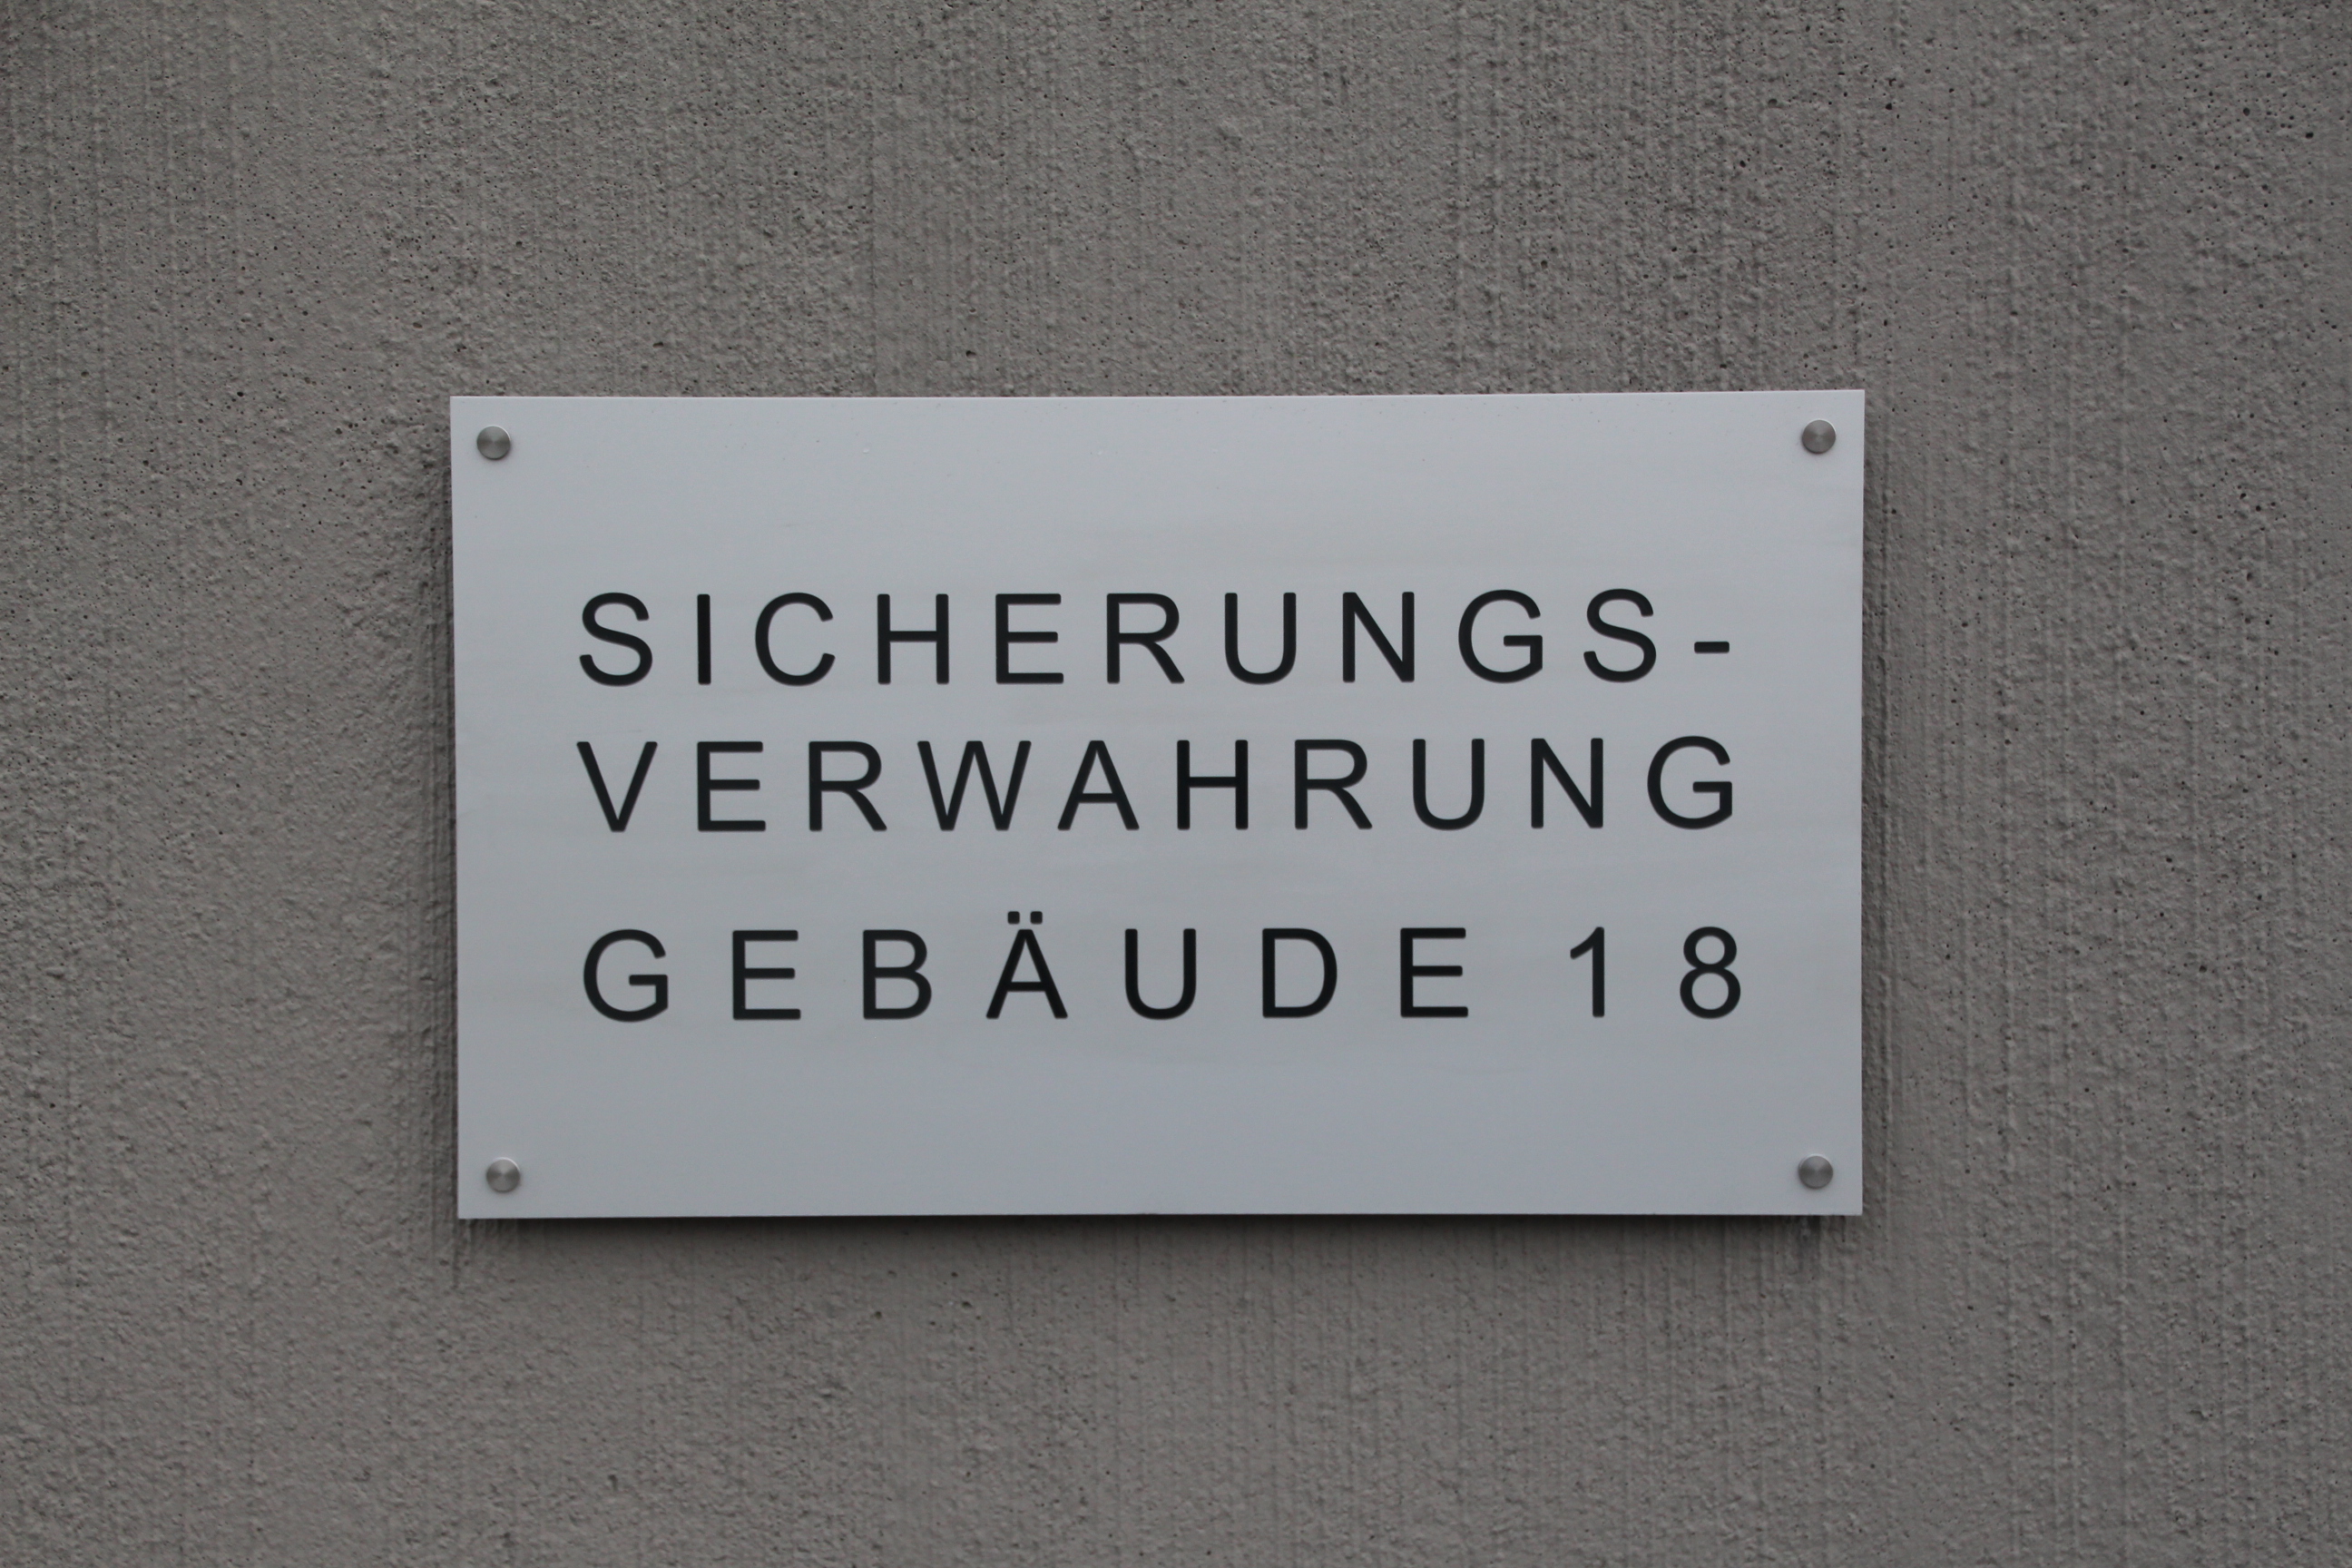 SICHERUNGS-
VERWAHRUNG
GEBÄUDE 18